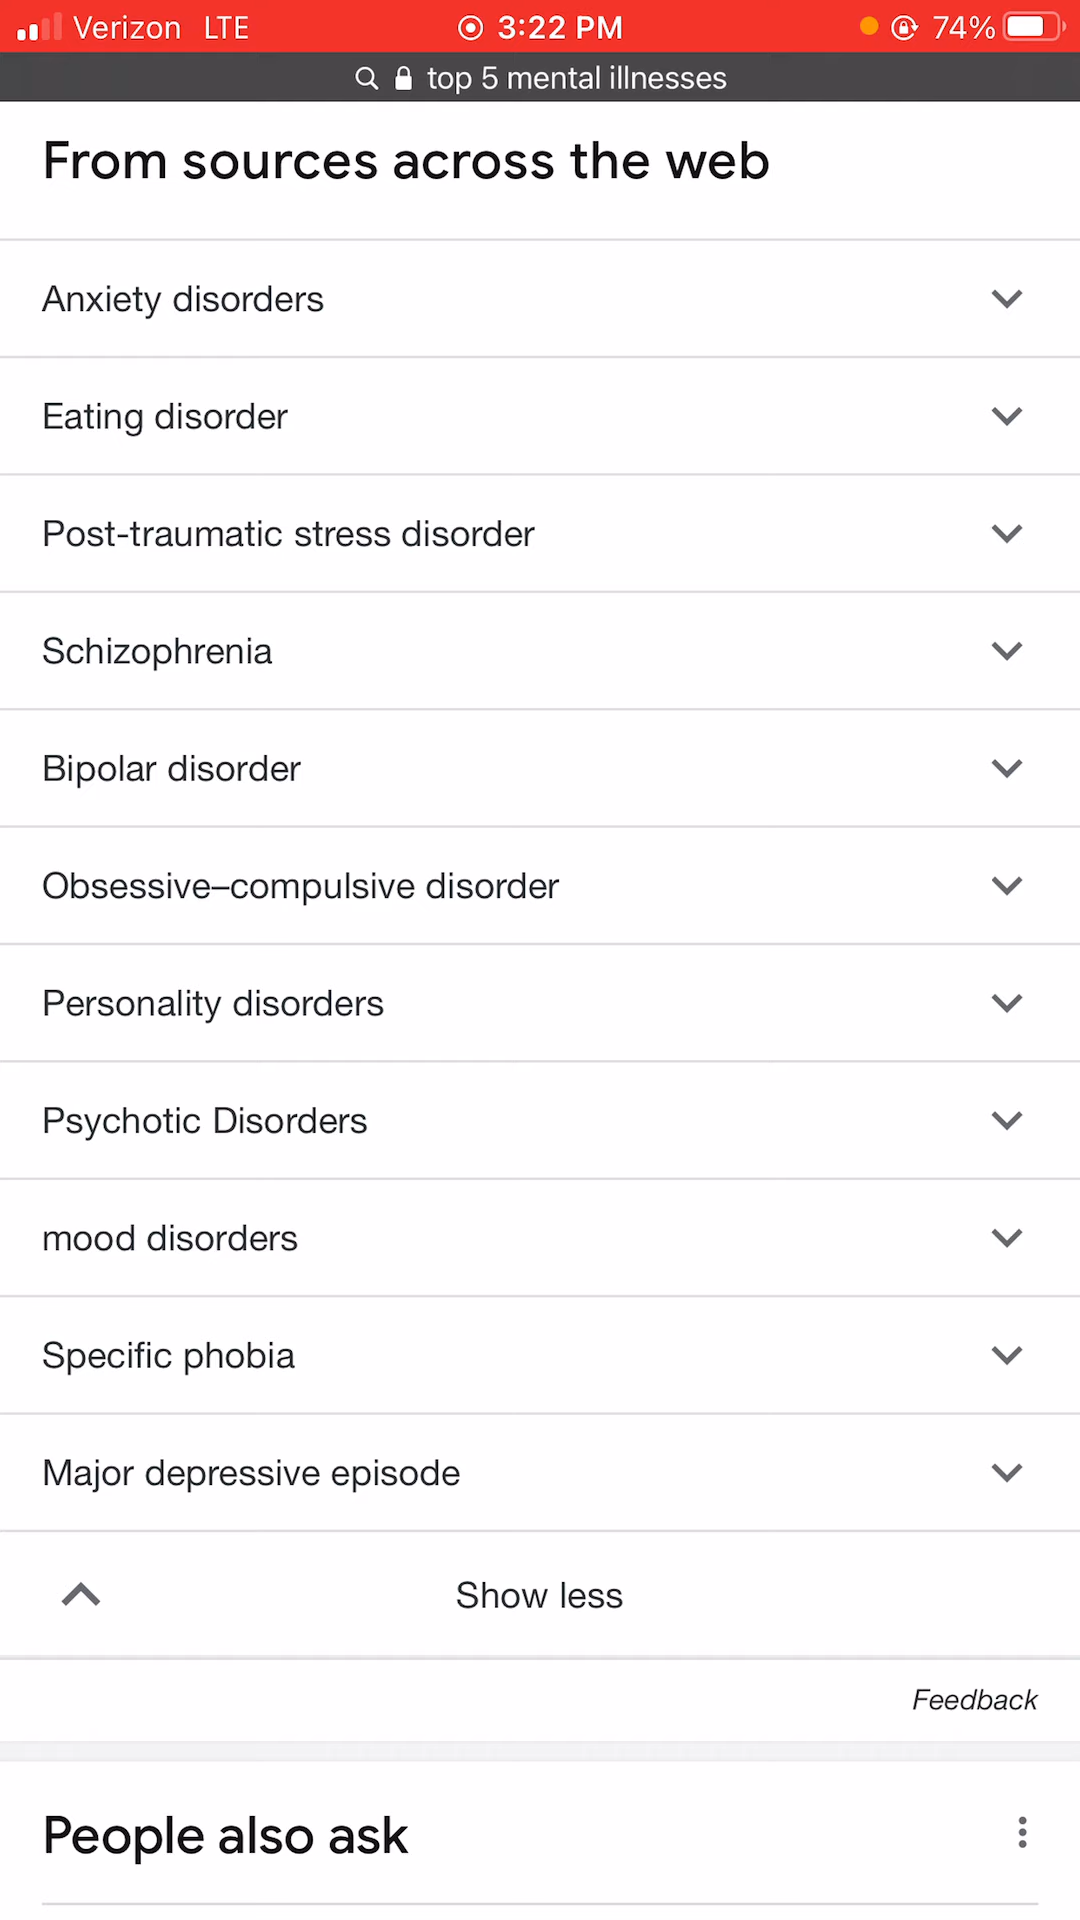 Verizon LTE 3:22 PM 74%
top 5 mental illnesses
From sources across the web
Anxiety disorders
Eating disorder
Post-traumatic stress disorder
Schizophrenia
Bipolar disorder
Obsessive–compulsive disorder
Personality disorders
Psychotic Disorders
mood disorders
Specific phobia
Major depressive episode
Show less
Feedback
People also ask